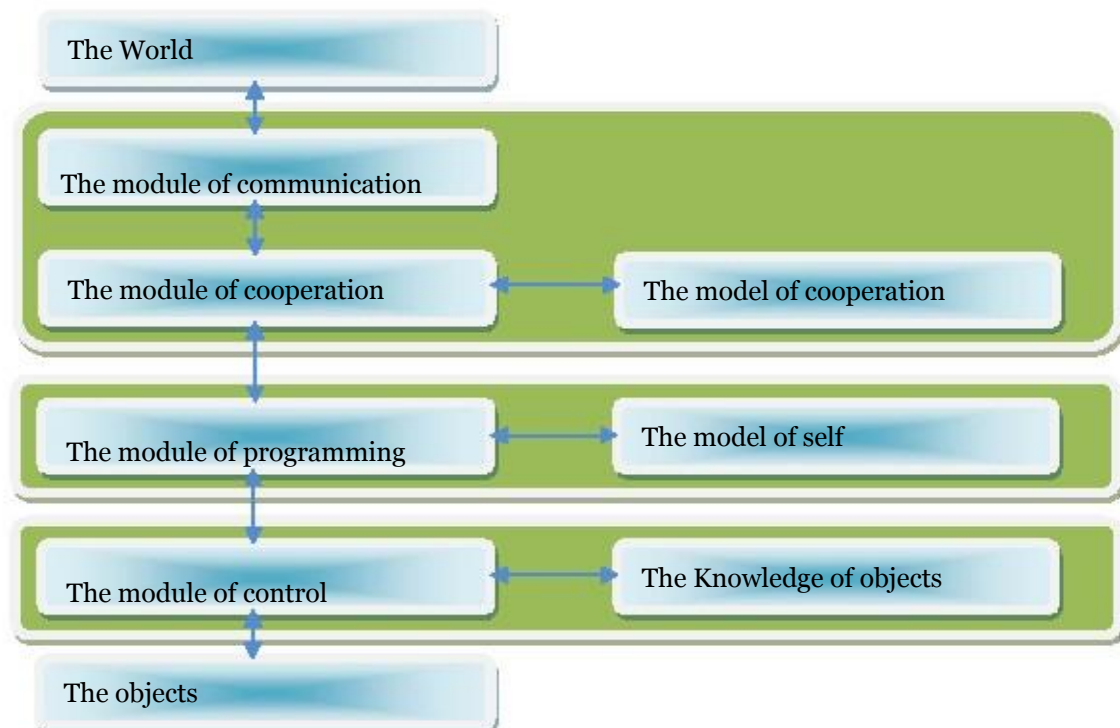 The World
The module of communication
The module of cooperation
The model of cooperation
The module of programming
The model of self
The module of control
The Knowledge of objects
The objects